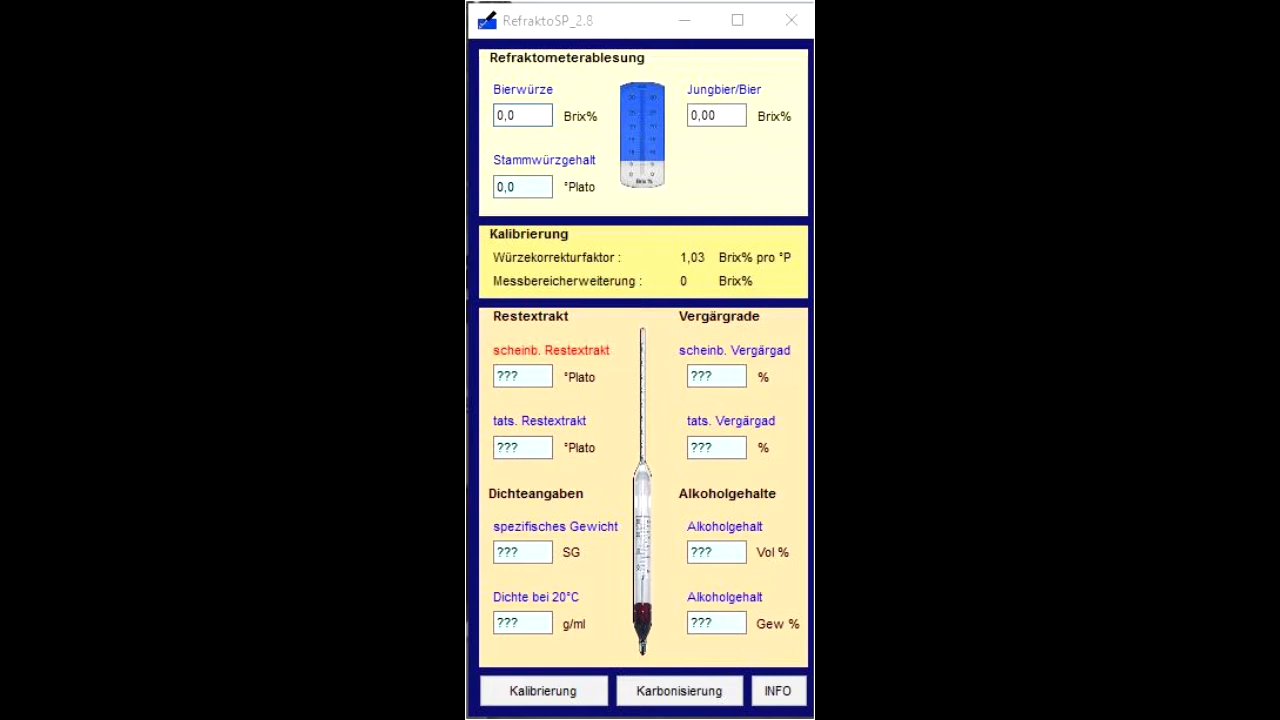 RefraktoSP_2.8
Refraktometerablesung
Bierwürze Jungbier/Bier
0,0 Brix% 0,00 Brix%
Stammwürzgehalt
0,0 °Plato
Brix %
Kalibrierung
Würzekorrekturfaktor : 1,03 Brix% pro °P
Messbereicherweiterung : 0 Brix%
Restextrakt Vergärgrade
scheinb. Restextrakt scheinb. Vergärgad
??? °Plato ??? %
tats. Restextrakt tats. Vergärgad
??? °Plato ??? %
Dichteangaben Alkoholgehalte
spezifisches Gewicht Alkoholgehalt
??? SG ??? Vol %
Dichte bei 20°C Alkoholgehalt
??? g/ml ??? Gew %
Kalibrierung Karbonisierung INFO